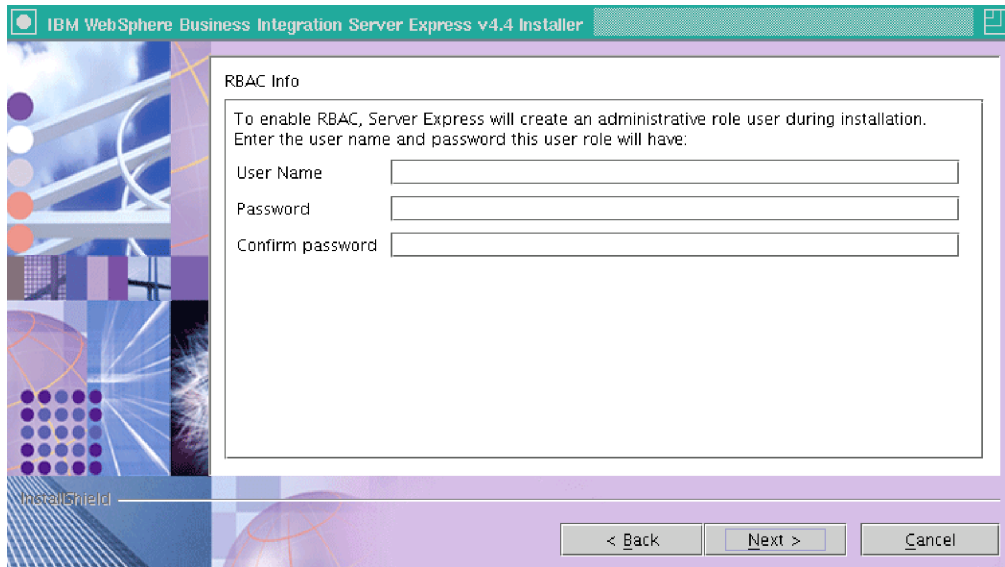 IBM WebSphere Business Integration Server Express v4.4 Installer
RBAC Info
To enable RBAC, Server Express will create an administrative role user during installation.
Enter the user name and password this user role will have:
User Name
Password
Confirm password
InstallShield
< Back
Next >
Cancel